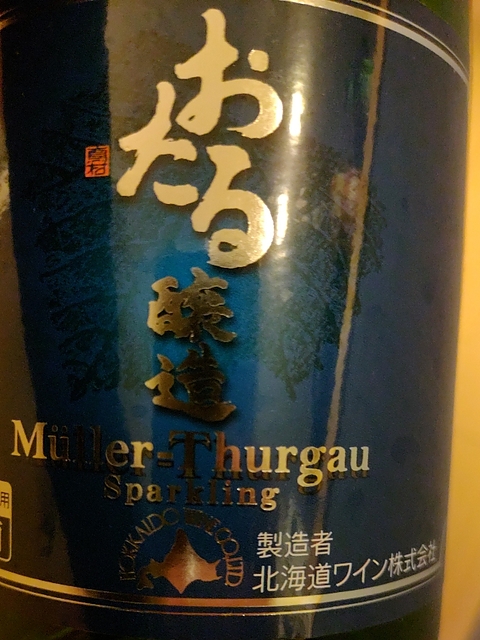 おたる
醸造
Müller-Thurgau
Sparkling
HOKKAIDO WINE CO.,LTD
製造者
北海道ワイン株式会社
用